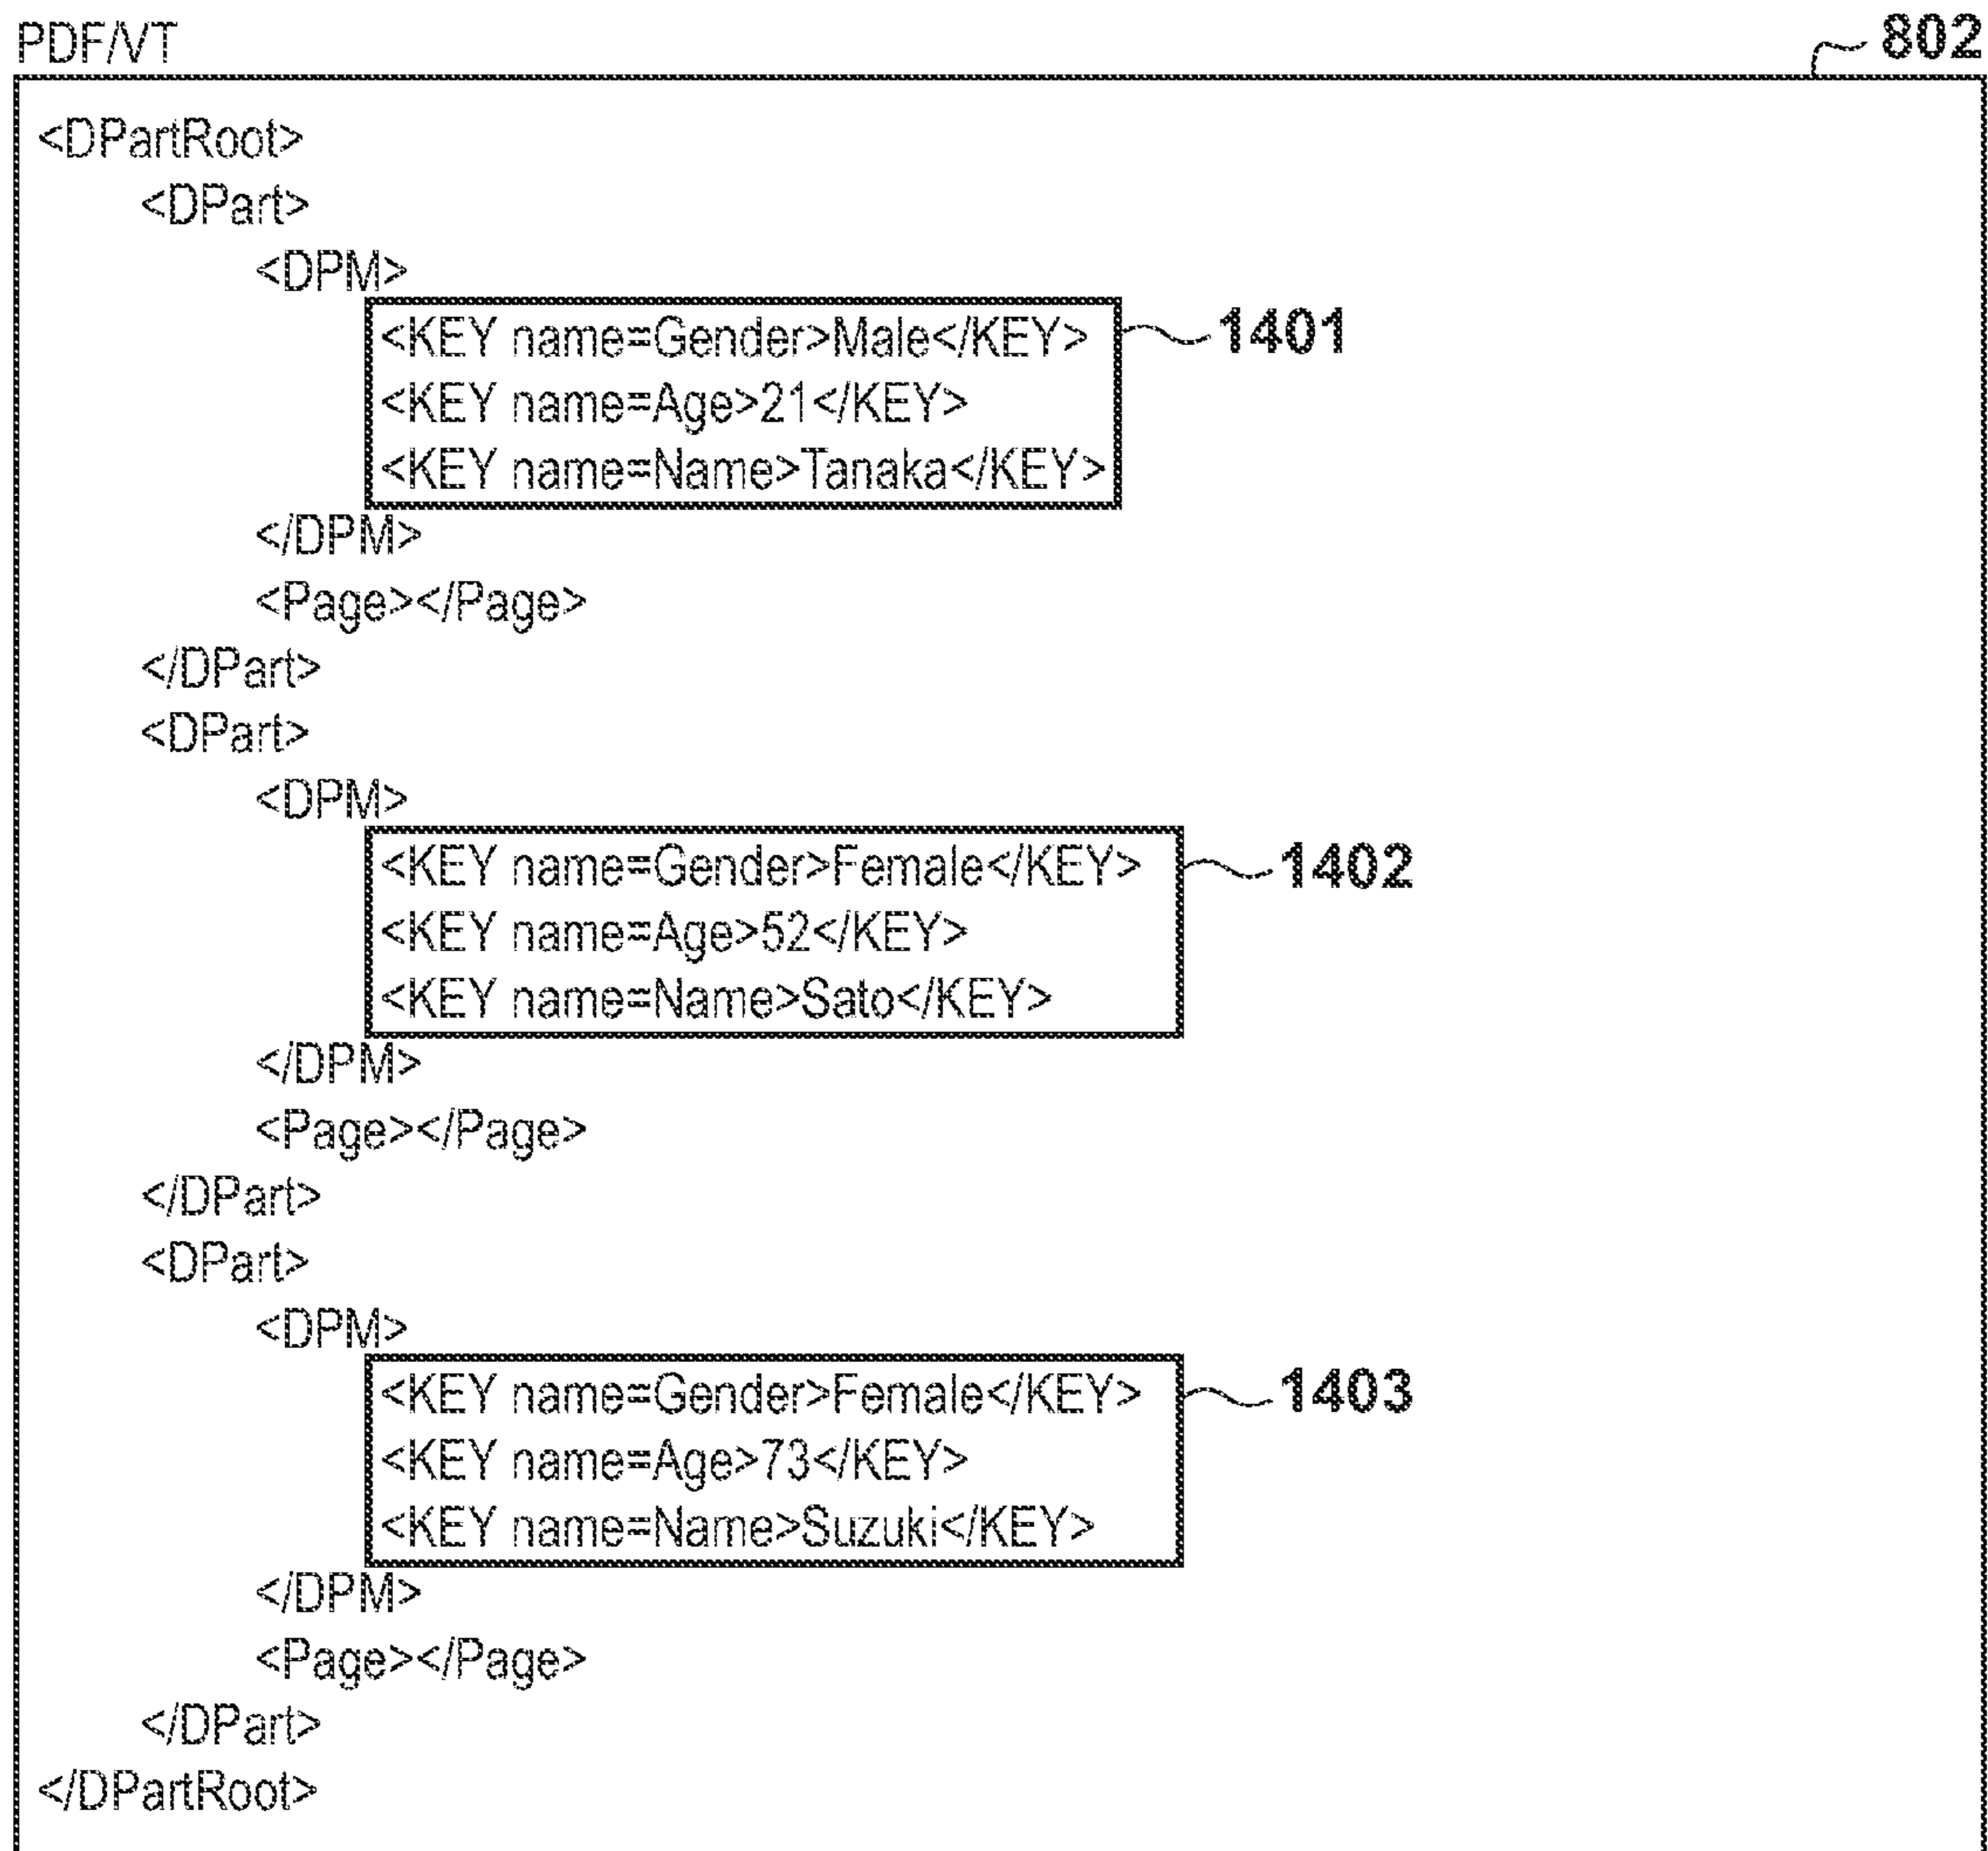 PDF/VT
802
<DPartRoot>
<DPart>
<DPM>
<KEY name=Gender>Male</KEY>
1401
<KEY name=Age>21</KEY>
<KEY name=Name>Tanaka</KEY>
</DPM>
<Page></Page>
</DPart>
<DPart>
<DPM>
<KEY name=Gender>Female</KEY>
1402
<KEY name=Age>52</KEY>
<KEY name=Name>Sato</KEY>
</DPM>
<Page></Page>
</DPart>
<DPart>
<DPM>
<KEY name=Gender>Female</KEY>
1403
<KEY name=Age>73</KEY>
<KEY name=Name>Suzuki</KEY>
</DPM>
<Page></Page>
</DPart>
</DPartRoot>